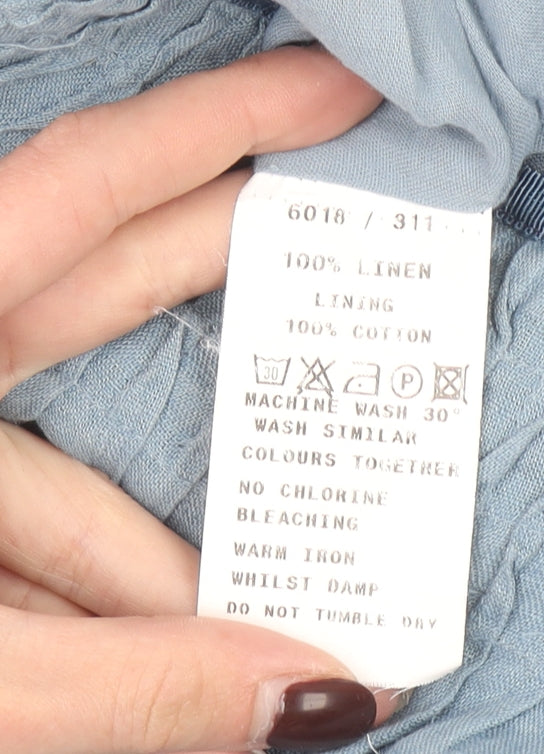 6018 / 311
100% LINEN
LINING
100% COTTON
30 P
MACHINE WASH 30°
WASH SIMILAR
COLOURS TOGETHER
NO CHLORINE
BLEACHING
WARM IRON
WHILST DAMP
DO NOT TUMBLE DRY